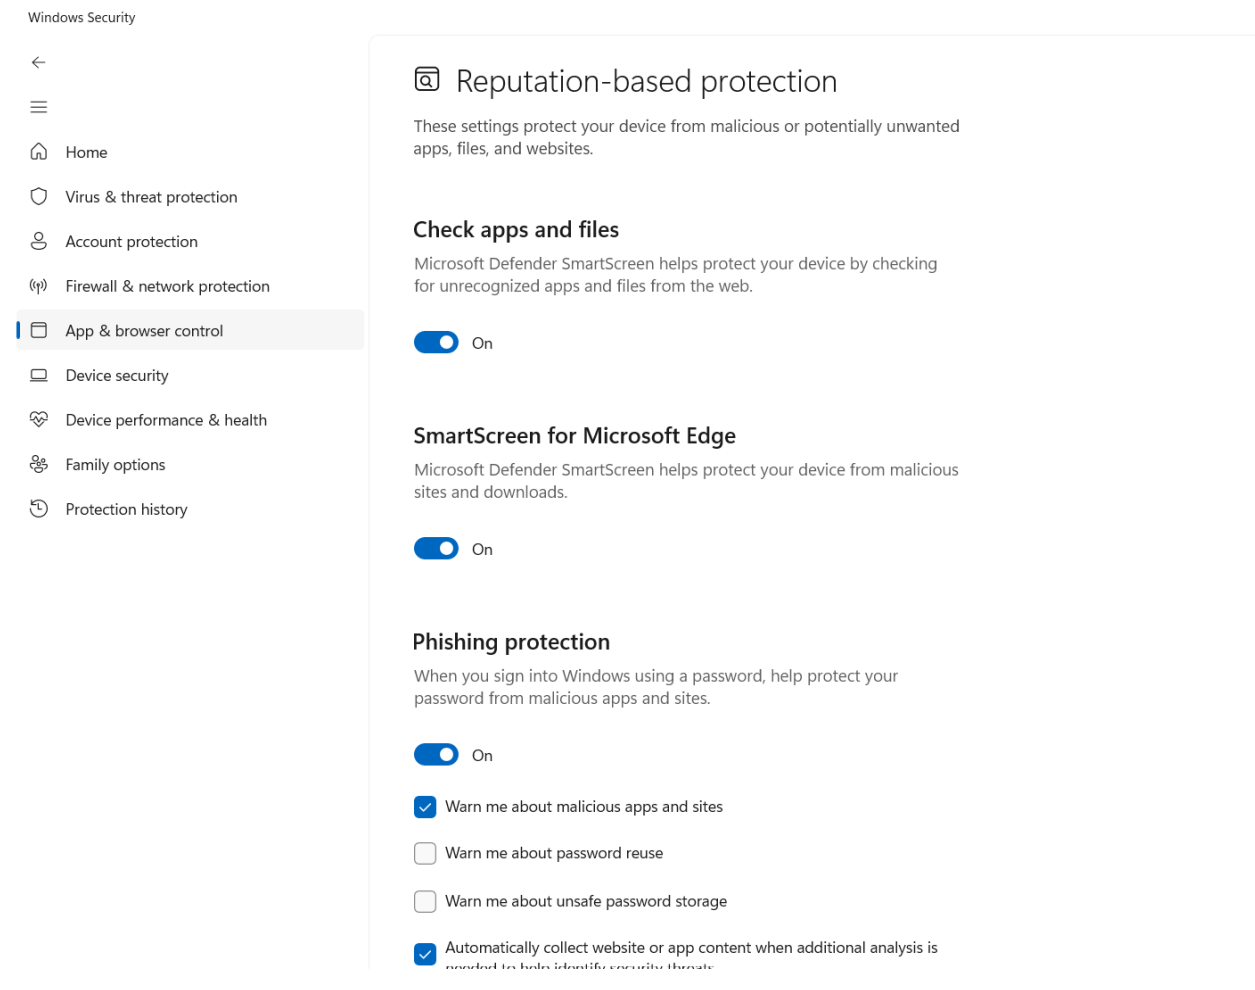 Windows Security
Home
Virus & threat protection
Account protection
Firewall & network protection
App & browser control
Device security
Device performance & health
Family options
Protection history
Reputation-based protection
These settings protect your device from malicious or potentially unwanted
apps, files, and websites.
Check apps and files
Microsoft Defender SmartScreen helps protect your device by checking
for unrecognized apps and files from the web.
On
SmartScreen for Microsoft Edge
Microsoft Defender SmartScreen helps protect your device from malicious
sites and downloads.
On
Phishing protection
When you sign into Windows using a password, help protect your
password from malicious apps and sites.
On
Warn me about malicious apps and sites
Warn me about password reuse
Warn me about unsafe password storage
Automatically collect website or app content when additional analysis is
needed to help identify security threats